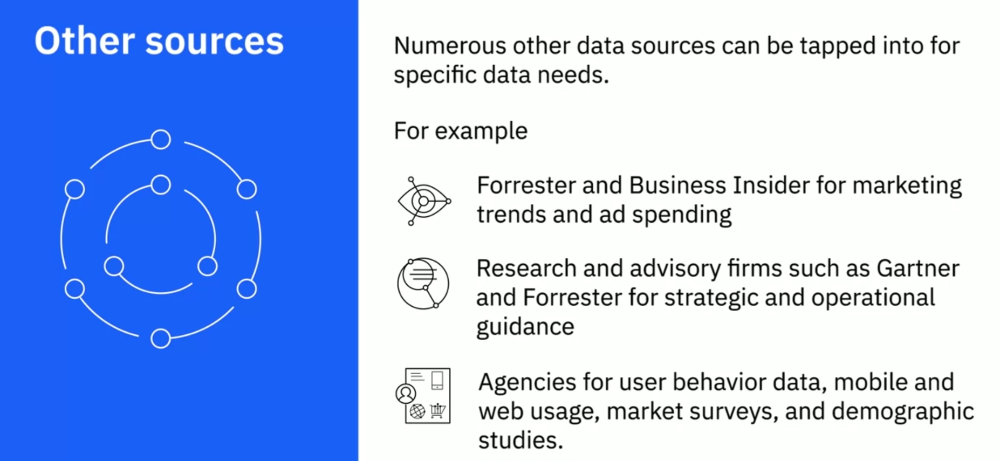 Other sources
Numerous other data sources can be tapped into for
specific data needs.
For example
Forrester and Business Insider for marketing
trends and ad spending
Research and advisory firms such as Gartner
and Forrester for strategic and operational
guidance
Agencies for user behavior data, mobile and
web usage, market surveys, and demographic
studies.